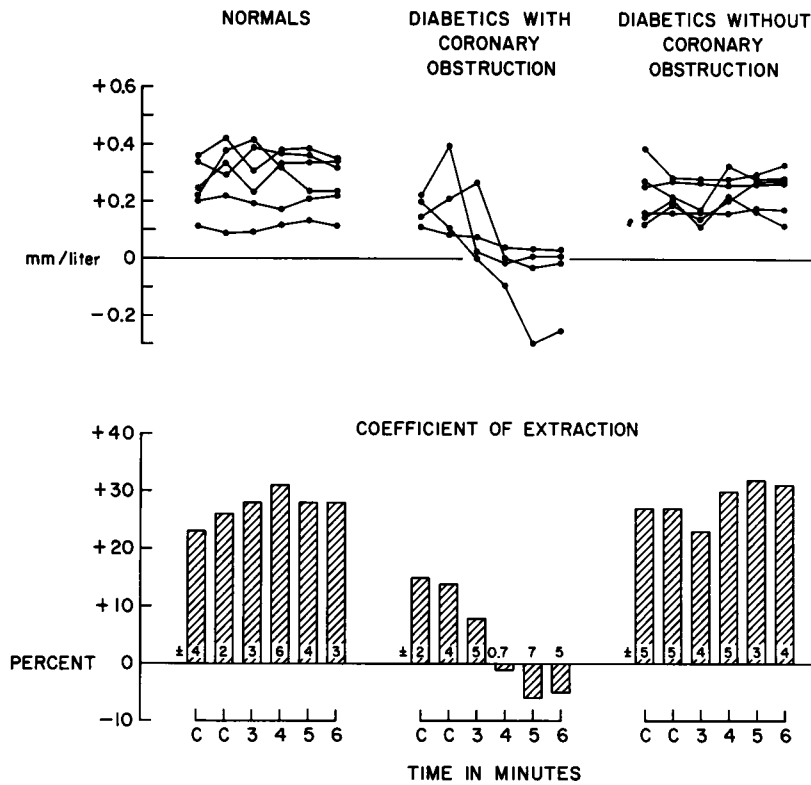 NORMALS
DIABETICS WITH
CORONARY
OBSTRUCTION
DIABETICS WITHOUT
CORONARY
OBSTRUCTION
+0.6
+0.4
+0.2
mm/liter 0
-0.2
+40
COEFFICIENT OF EXTRACTION
+30
+20
+10
± 4 2 3 6 4 3 ± 2 4 5 0.7 7 5 ± 5 5 4 5 3 4
PERCENT 0
-10
C C 3 4 5 6 C C 3 4 5 6 C C 3 4 5 6
TIME IN MINUTES